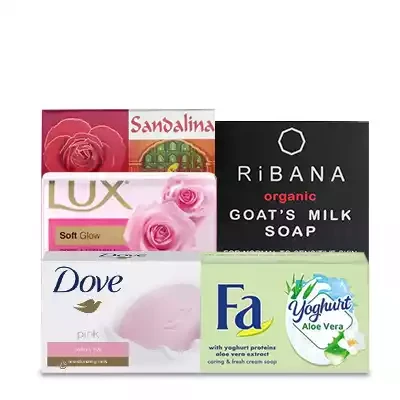 Sandalina
RiBANA
organic
GOAT'S MILK
SOAP
LUX
Soft Glow
Dove
pink
Fa
with yoghurt proteins
aloe vera extract
caring & fresh cream soap
Yoghurt
Aloe Vera